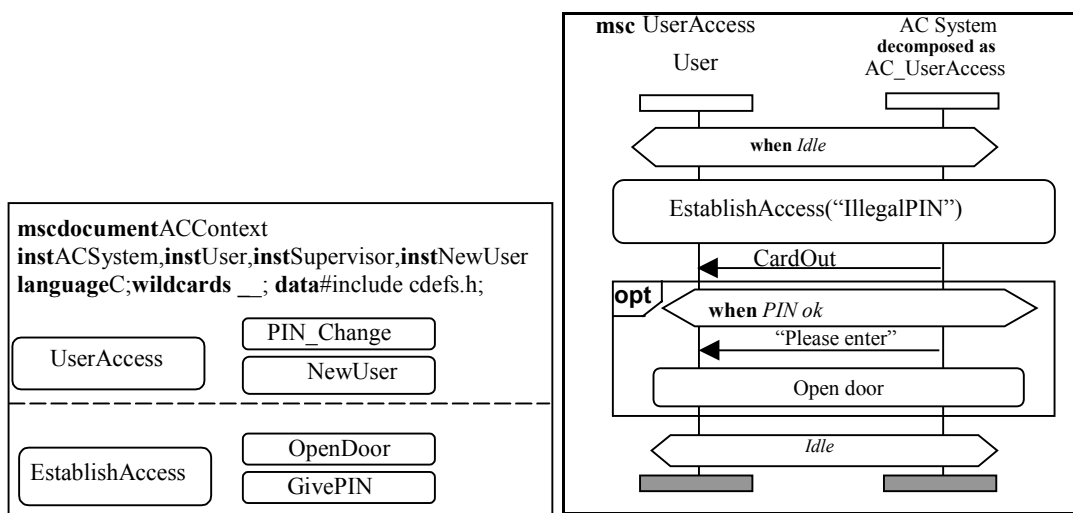 mscdocumentACContext
instACSystem,instUser,instSupervisor,instNewUser
languageC;wildcards __; data#include cdefs.h;
UserAccess
PIN_Change
NewUser
EstablishAccess
OpenDoor
GivePIN
msc UserAccess
User
AC System
decomposed as
AC_UserAccess
when Idle
EstablishAccess(“IllegalPIN”)
CardOut
opt
when PIN ok
“Please enter”
Open door
Idle